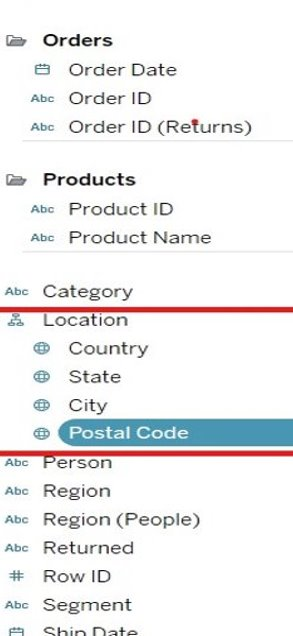 Orders
Order Date
Abc Order ID
Abc Order ID (Returns)
Products
Abc Product ID
Abc Product Name
Abc Category
Location
Country
State
City
Postal Code
Abc Person
Abc Region
Abc Region (People)
Abc Returned
# Row ID
Abc Segment
Ship Date